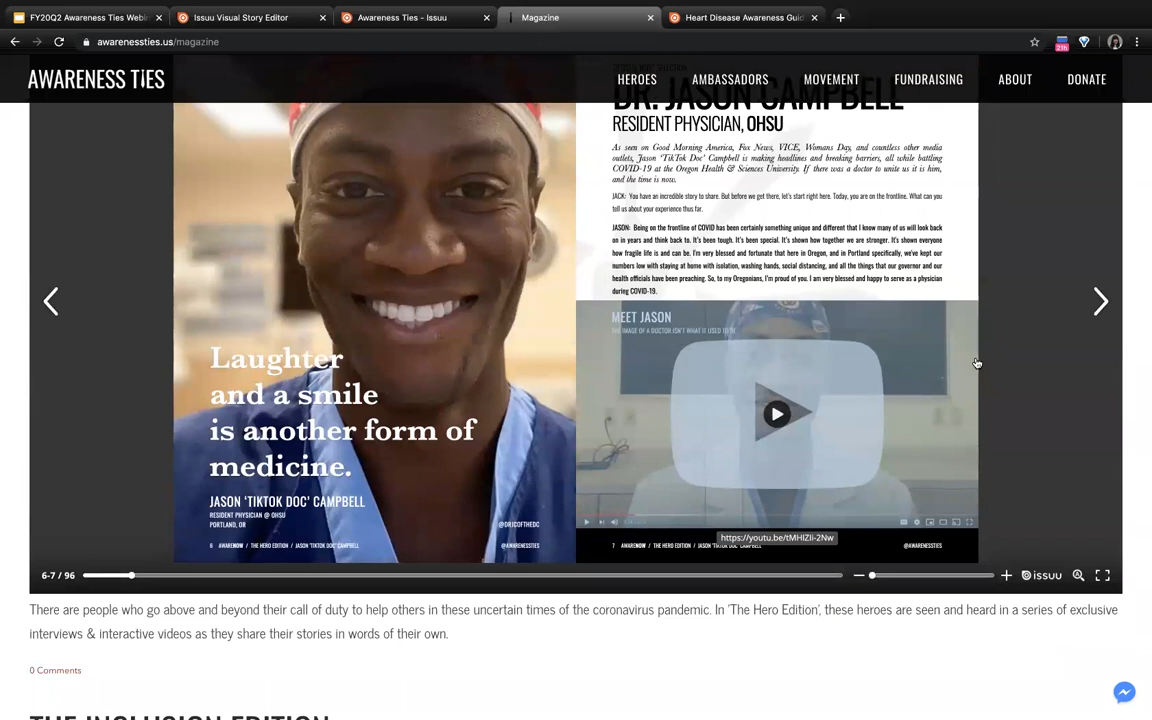 FY20Q2 Awareness Ties Webi
Issuu Visual Story Editor
Awareness Ties - Issuu
Magazine
Heart Disease Awareness Guid
awarenessties.us/magazine
21h
AWARENESS TiES
HEROES
AMBASSADORS
MOVEMENT
FUNDRAISING
ABOUT
DONATE
DR. JASON CAMPBELL
RESIDENT PHYSICIAN, OHSU
As seen on Good Morning America, Fox News, VICE, Womans Day, and countless other media
outlets, Jason 'TikTok Doc' Campbell is making headlines and breaking barriers, all while battling
COVID-19 at the Oregon Health & Sciences University. If there was a doctor to unite us it is him,
and the time is now.
JACK: You have an incredible story to share. But before we get there, let's start right here. Today, you are on the frontline. What can you
tell us about your experience thus far.
JASON: Being on the frontline of COVID has been certainly something unique and different that I know many of us will look back
on in years and think back to. It's been tough. It's been special. It's shown how together we are stronger. It's shown everyone
how fragile life is and can be. I'm very blessed and fortunate that here in Oregon, and in Portland specifically, we've kept our
numbers low with staying at home with isolation, washing hands, social distancing, and all the things that our governor and our
health officials have been preaching. So, to my Oregonians, I'm proud of you. I am very blessed and happy to serve as a physician
during COVID-19.
MEET JASON
THE IMAGE OF A DOCTOR ISN'T WHAT IT USED TO BE
Laughter
and a smile
is another form of
medicine.
JASON 'TIKTOK DOC' CAMPBELL
RESIDENT PHYSICIAN @ OHSU
PORTLAND, OR
@DRJCOFTHEDC
6 AWARENOW / THE HERO EDITION / JASON 'TIKTOK DOC' CAMPBELL
@AWARENESSTIES
https://youtu.be/tMHIZIi-2Nw
7 AWARENOW / THE HERO EDITION / JASON 'TIKTOK DOC' CAMPBELL
@AWARENESSTIES
6-7 / 96
issuu
There are people who go above and beyond their call of duty to help others in these uncertain times of the coronavirus pandemic. In 'The Hero Edition', these heroes are seen and heard in a series of exclusive
interviews & interactive videos as they share their stories in words of their own.
0 Comments
THE INCLUSION EDITION